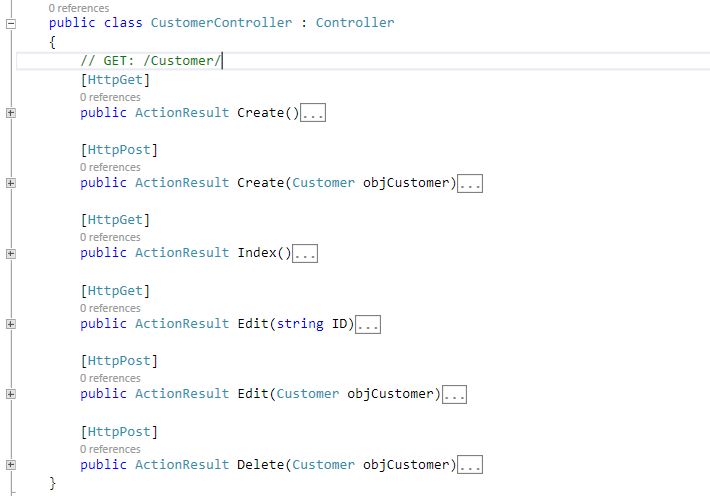 0 references
public class CustomerController : Controller
{
// GET: /Customer/
[HttpGet]
0 references
public ActionResult Create()...
[HttpPost]
0 references
public ActionResult Create(Customer objCustomer)...
[HttpGet]
0 references
public ActionResult Index()...
[HttpGet]
0 references
public ActionResult Edit(string ID)...
[HttpPost]
0 references
public ActionResult Edit(Customer objCustomer)...
[HttpPost]
0 references
public ActionResult Delete(Customer objCustomer)...
}